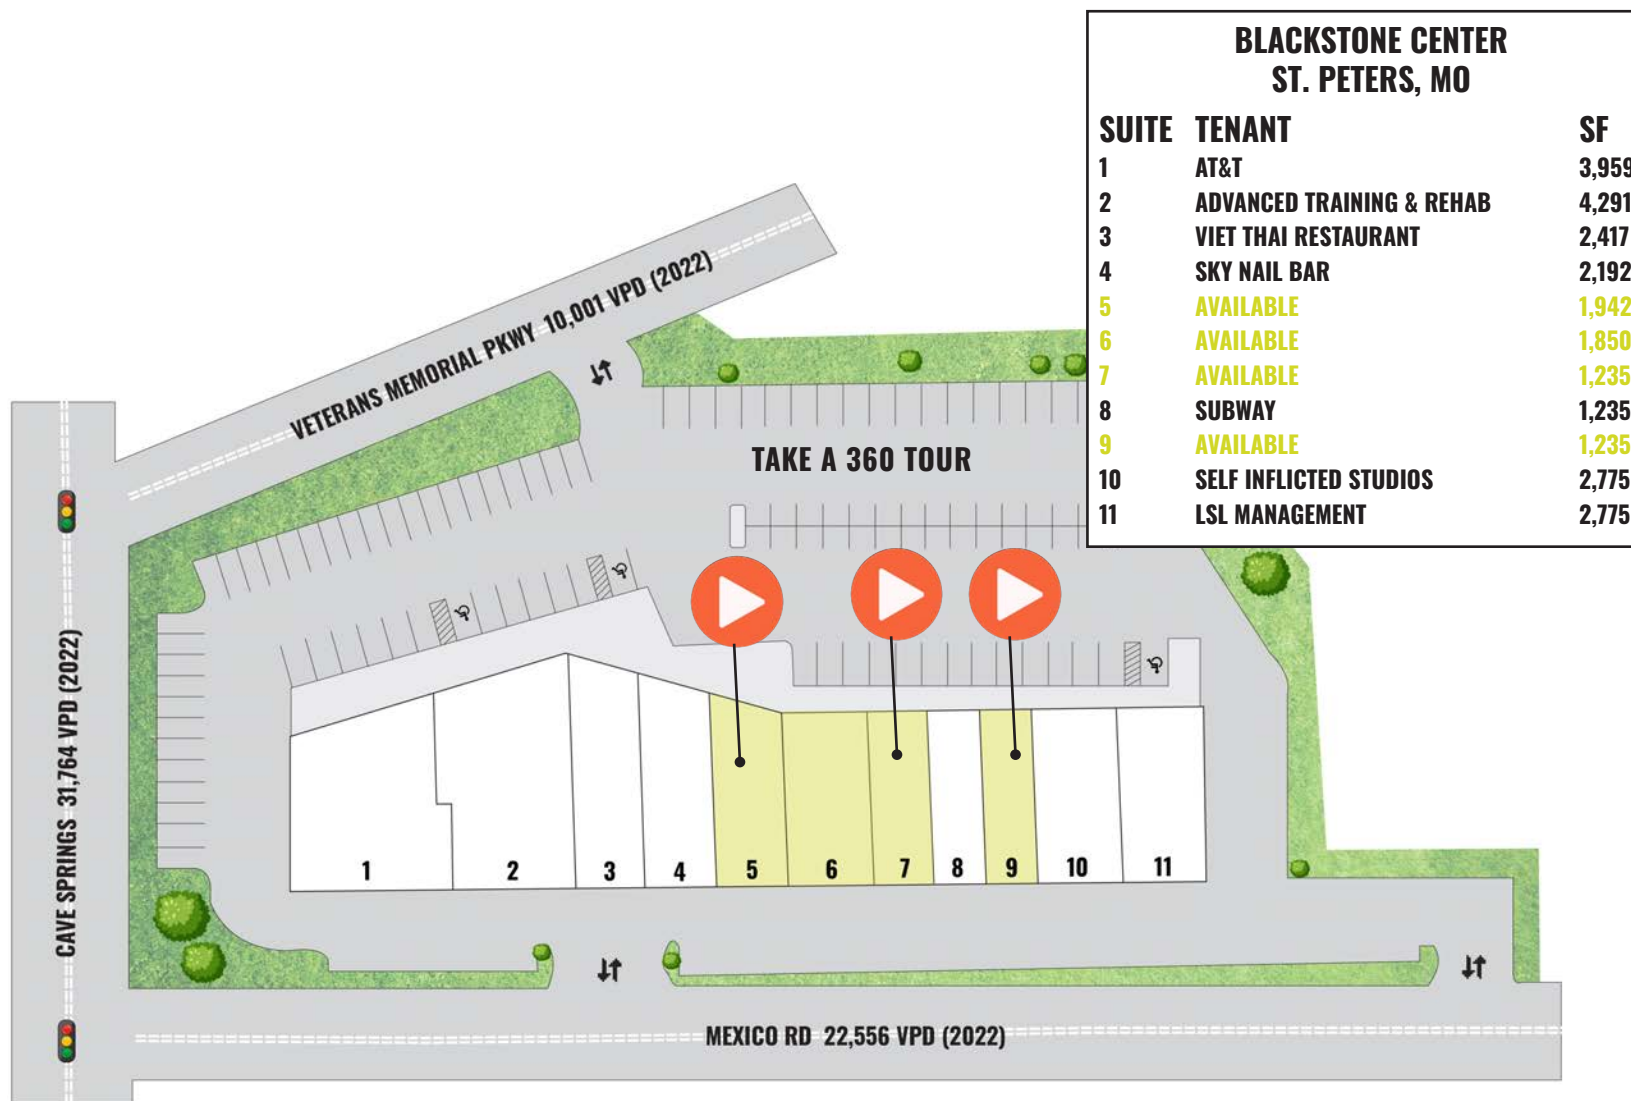 BLACKSTONE CENTER
ST. PETERS, MO
SUITE TENANT SF
1 AT&T 3,959
2 ADVANCED TRAINING & REHAB 4,291
3 VIET THAI RESTAURANT 2,417
4 SKY NAIL BAR 2,192
5 AVAILABLE 1,942
6 AVAILABLE 1,850
7 AVAILABLE 1,235
8 SUBWAY 1,235
9 AVAILABLE 1,235
10 SELF INFLICTED STUDIOS 2,775
11 LSL MANAGEMENT 2,775
VETERANS MEMORIAL PKWY 10,001 VPD (2022)
TAKE A 360 TOUR
CAVE SPRINGS 31,764 VPD (2022)
1 2 3 4 5 6 7 8 9 10 11
MEXICO RD 22,556 VPD (2022)